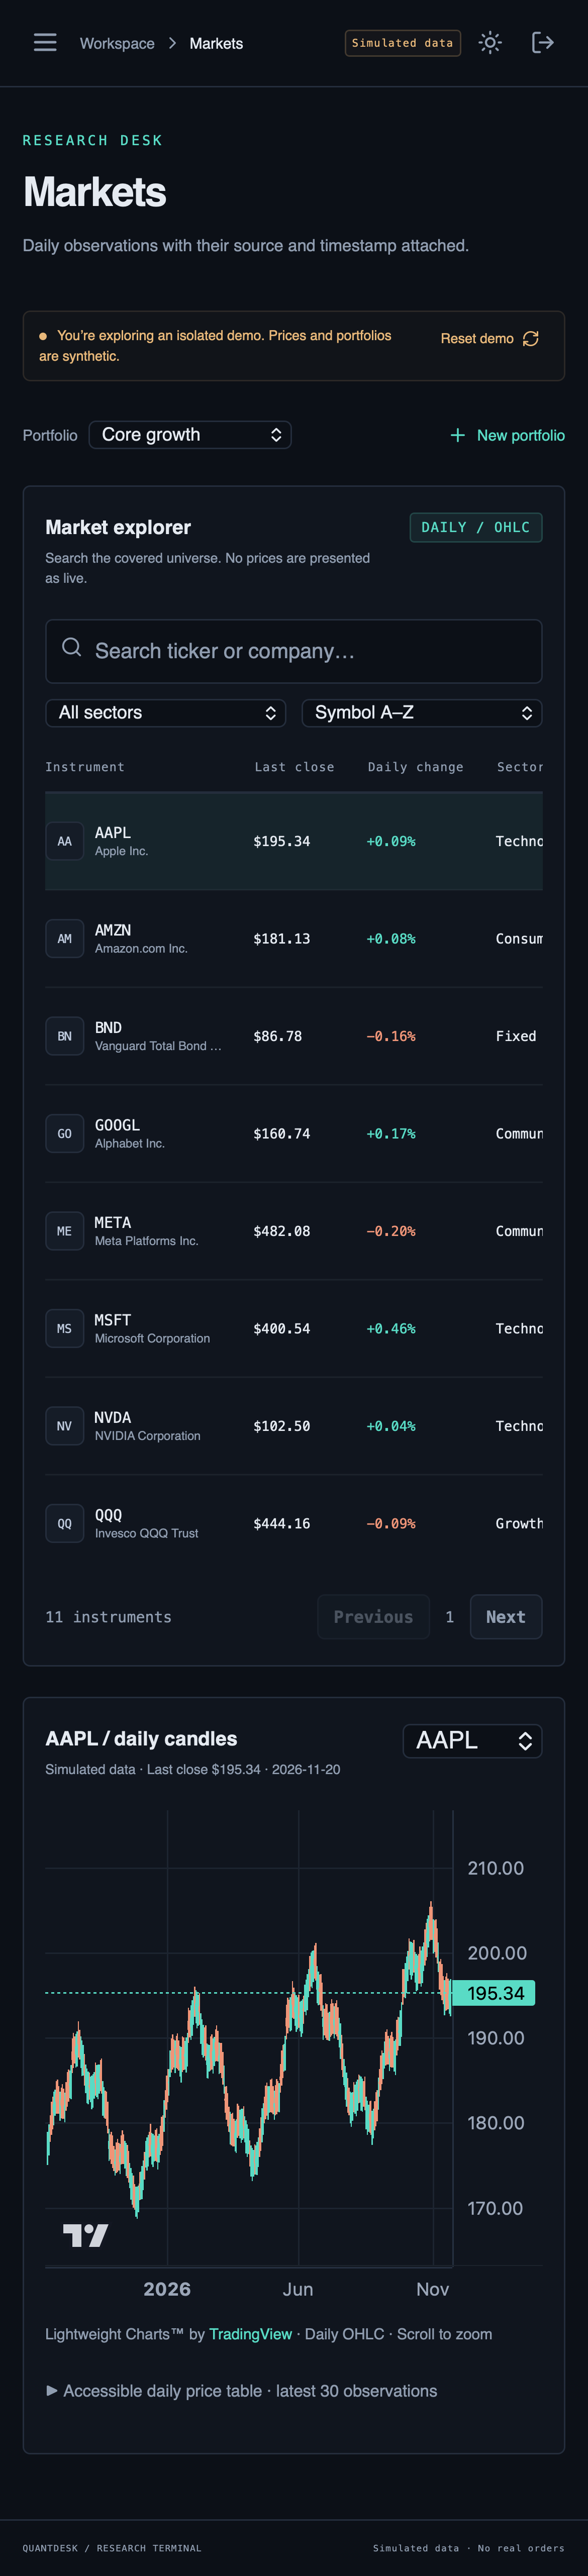 Workspace > Markets
Simulated data
RESEARCH DESK
Markets
Daily observations with their source and timestamp attached.
You're exploring an isolated demo. Prices and portfolios
are synthetic.
Reset demo
Portfolio
Core growth
+ New portfolio
Market explorer
DAILY / OHLC
Search the covered universe. No prices are presented
as live.
Search ticker or company…
All sectors
Symbol A–Z
Instrument Last close Daily change Sector
AA AAPL $195.34 +0.09% Techno
Apple Inc.
AM AMZN $181.13 +0.08% Consum
Amazon.com Inc.
BN BND $86.78 −0.16% Fixed
Vanguard Total Bond …
GO GOOGL $160.74 +0.17% Commun
Alphabet Inc.
ME META $482.08 −0.20% Commun
Meta Platforms Inc.
MS MSFT $400.54 +0.46% Techno
Microsoft Corporation
NV NVDA $102.50 +0.04% Techno
NVIDIA Corporation
QQ QQQ $444.16 −0.09% Growth
Invesco QQQ Trust
11 instruments
Previous 1 Next
AAPL / daily candles
AAPL
Simulated data · Last close $195.34 · 2026-11-20
210.00
200.00
195.34
190.00
180.00
170.00
2026 Jun Nov
Lightweight Charts™ by TradingView · Daily OHLC · Scroll to zoom
Accessible daily price table · latest 30 observations
QUANTDESK / RESEARCH TERMINAL
Simulated data · No real orders